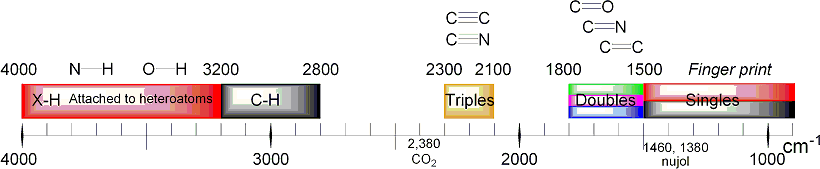 C=O
C≡C C=N
C≡N C=C
4000 N—H O—H 3200 2800 2300 2100 1800 1500 Finger print
X-H Attached to heteroatoms C-H Triples Doubles Singles
2,380 1460, 1380 cm-1
4000 3000 CO2 2000 nujol 1000